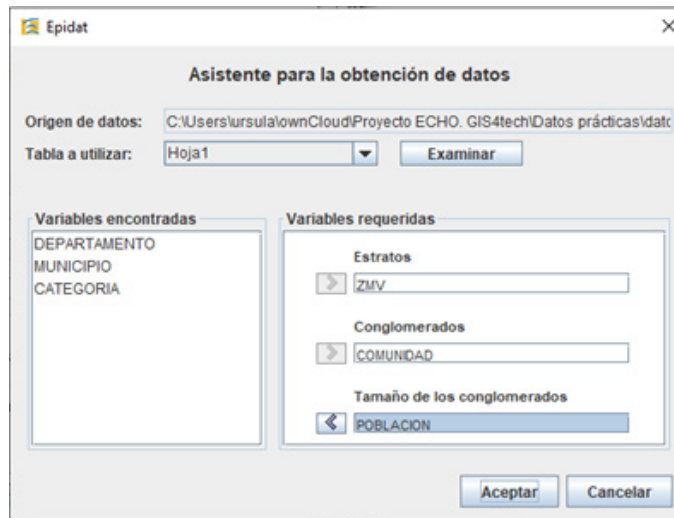 Epidat
Asistente para la obtención de datos
Origen de datos: C:\Users\ursula\ownCloud\Proyecto ECHO. GIS4tech\Datos prácticas\datc
Tabla a utilizar: Hoja1 Examinar
Variables encontradas
DEPARTAMENTO
MUNICIPIO
CATEGORIA
Variables requeridas
Estratos
ZMV
Conglomerados
COMUNIDAD
Tamaño de los conglomerados
POBLACION
Aceptar Cancelar